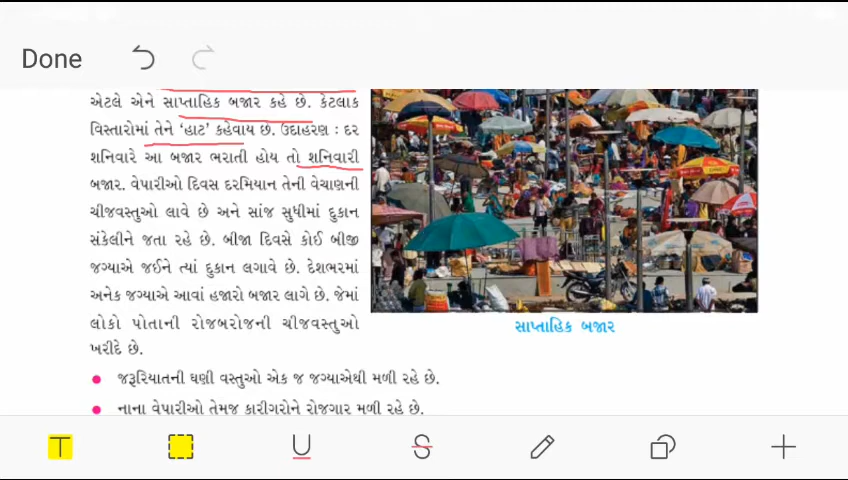 Done
એટલે એને સાપ્તાહિક બજાર કહે છે. કેટલાક
વિસ્તારોમાં તેને ‘હાટ’ કહેવાય છે. ઉદાહરણ : દર
શનિવારે આ બજાર ભરાતી હોય તો શનિવારી
બજાર. વેપારીઓ દિવસ દરમિયાન તેની વેચાણની
ચીજવસ્તુઓ લાવે છે અને સાંજ સુધીમાં દુકાન
સંકેલીને જતા રહે છે. બીજા દિવસે કોઈ બીજી
જગ્યાએ જઈને ત્યાં દુકાન લગાવે છે. દેશભરમાં
અનેક જગ્યાએ આવાં હજારો બજાર લાગે છે. જેમાં
લોકો પોતાની રોજબરોજની ચીજવસ્તુઓ
ખરીદે છે.
સાપ્તાહિક બજાર
જરૂરિયાતની ઘણી વસ્તુઓ એક જ જગ્યાએથી મળી રહે છે.
નાના વેપારીઓ તેમજ કારીગરોને રોજગાર મળી રહે છે.
T U S